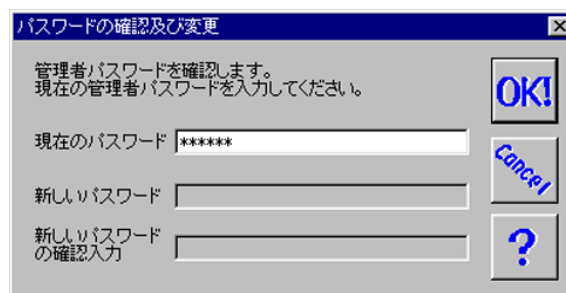 パスワードの確認及び変更
管理者パスワードを確認します。
現在の管理者パスワードを入力してください。
OK!
現在のパスワード ******
Cancel
新しいパスワード
新しいパスワード
の確認入力
?